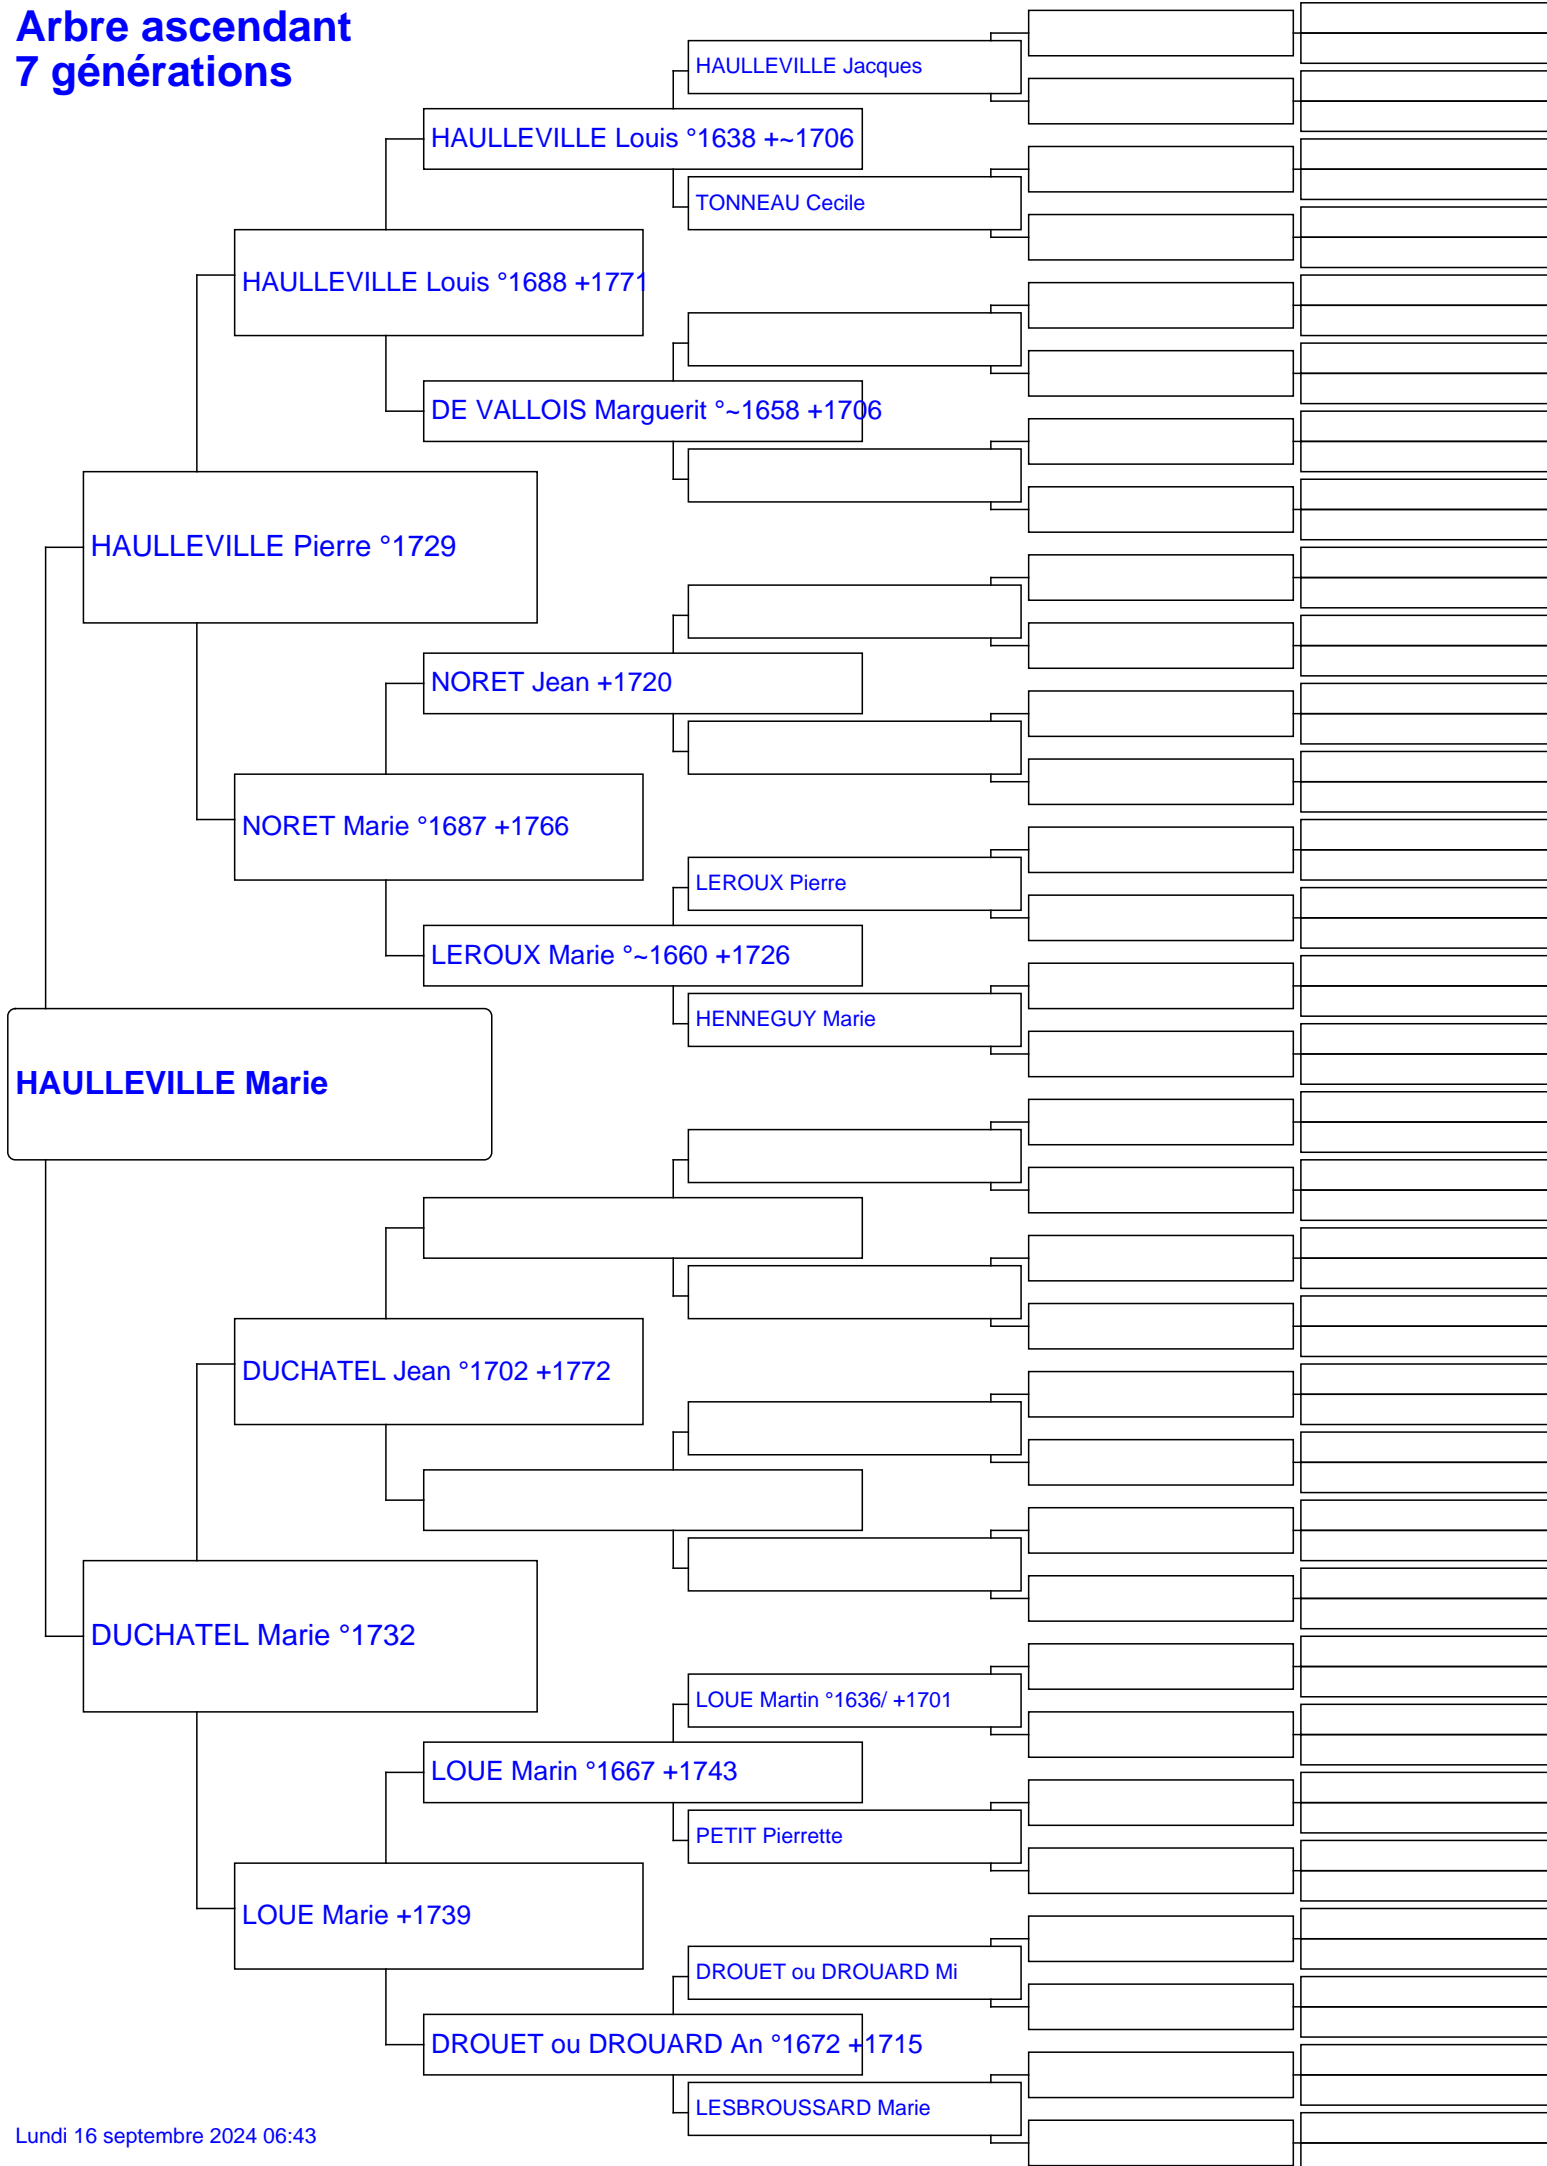 Arbre ascendant
7 générations
HAULLEVILLE Jacques
HAULLEVILLE Louis °1638 +~1706
TONNEAU Cecile
HAULLEVILLE Louis °1688 +1771
DE VALLOIS Marguerit °~1658 +1706
HAULLEVILLE Pierre °1729
NORET Jean +1720
NORET Marie °1687 +1766
LEROUX Pierre
LEROUX Marie °~1660 +1726
HENNEGUY Marie
HAULLEVILLE Marie
DUCHATEL Jean °1702 +1772
DUCHATEL Marie °1732
LOUE Martin °1636/ +1701
LOUE Marin °1667 +1743
PETIT Pierrette
LOUE Marie +1739
DROUET ou DROUARD Mi
DROUET ou DROUARD An °1672 +1715
LESBROUSSARD Marie
Lundi 16 septembre 2024 06:43